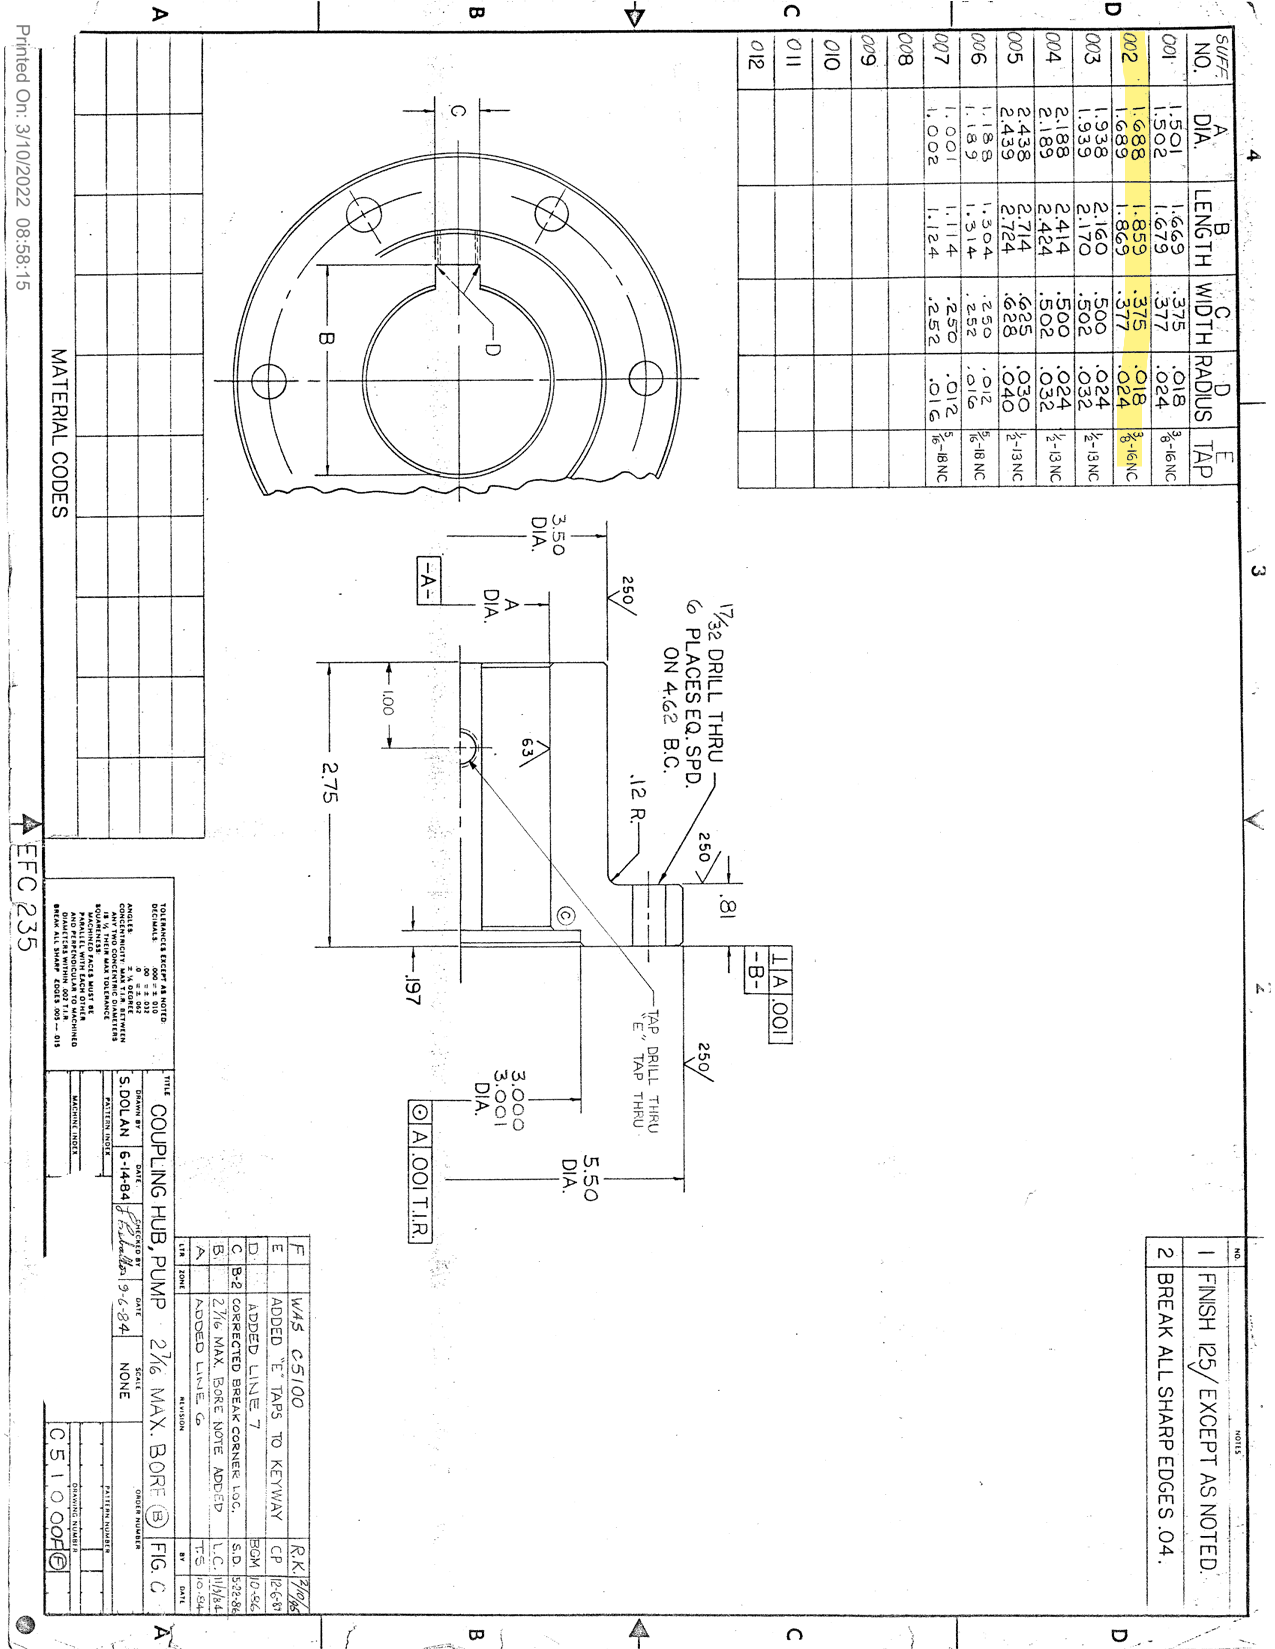 4
3
2
D
C
B
A
SUFF. NO. A DIA. B LENGTH C WIDTH D RADIUS E TAP
001 1.501 1.502 1.669 1.679 .375 .377 .018 .024 3/8-16NC
002 1.688 1.689 1.859 1.869 .375 .377 .018 .024 3/8-16NC
003 1.938 1.939 2.160 2.170 .500 .502 .024 .032 1/2-13NC
004 2.188 2.189 2.414 2.424 .500 .502 .024 .032 1/2-13NC
005 2.438 2.439 2.714 2.724 .625 .628 .030 .040 1/2-13NC
006 1.188 1.189 1.304 1.314 .250 .252 .012 .016 5/16-18NC
007 1.001 1.002 1.114 1.124 .250 .252 .012 .016 5/16-18NC
008
009
010
011
012
NO. NOTES
1 FINISH 125/ EXCEPT AS NOTED.
2 BREAK ALL SHARP EDGES .04.
C
B
D
17/32 DRILL THRU
6 PLACES EQ. SPD.
ON 4.62 B.C.
.12 R.
250
250
250
63
.81
⊥ A .001
-B-
3.50
DIA.
A
DIA.
-A-
1.00
2.75
.197
C
TAP DRILL THRU
"E" TAP THRU
3.000
3.001
DIA.
5.50
DIA.
◎ A .001 T.I.R.
MATERIAL CODES
F WAS C5100 R.K. 2/10/95
E ADDED "E" TAPS TO KEYWAY CP 12-6-89
D ADDED LINE 7 BGM 10-86
C B-2 CORRECTED BREAK CORNER LOC. S.D. 5-22-86
B 2 7/16 MAX. BORE NOTE ADDED L.C. 11/9/84
A ADDED LINE 6 T.S 10-84
LTR ZONE REVISION BY DATE
TOLERANCES EXCEPT AS NOTED:
DECIMALS: .000 = ± .010
.00 = ± .032
.0 = ± .062
ANGLES: ± 1/4 DEGREE
CONCENTRICITY: MAX T.I.R. BETWEEN
ANY TWO CONCENTRIC DIAMETERS
IS 1/2 THEIR MAX TOLERANCE
SQUARENESS:
MACHINED FACES MUST BE
PARALLEL WITH EACH OTHER
AND PERPENDICULAR TO MACHINED
DIAMETERS WITHIN .002 T.I.R.
BREAK ALL SHARP EDGES .005 - .015
TITLE COUPLING HUB, PUMP 2 7/16 MAX. BORE B FIG. C
DRAWN BY S. DOLAN
DATE 6-14-84
CHECKED BY
DATE 9-6-84
SCALE NONE
ORDER NUMBER
PATTERN INDEX
PATTERN NUMBER
MACHINE INDEX
DRAWING NUMBER
C5100OF F
EFC 235
D
C
B
A
Printed On: 3/10/2022 08:58:15